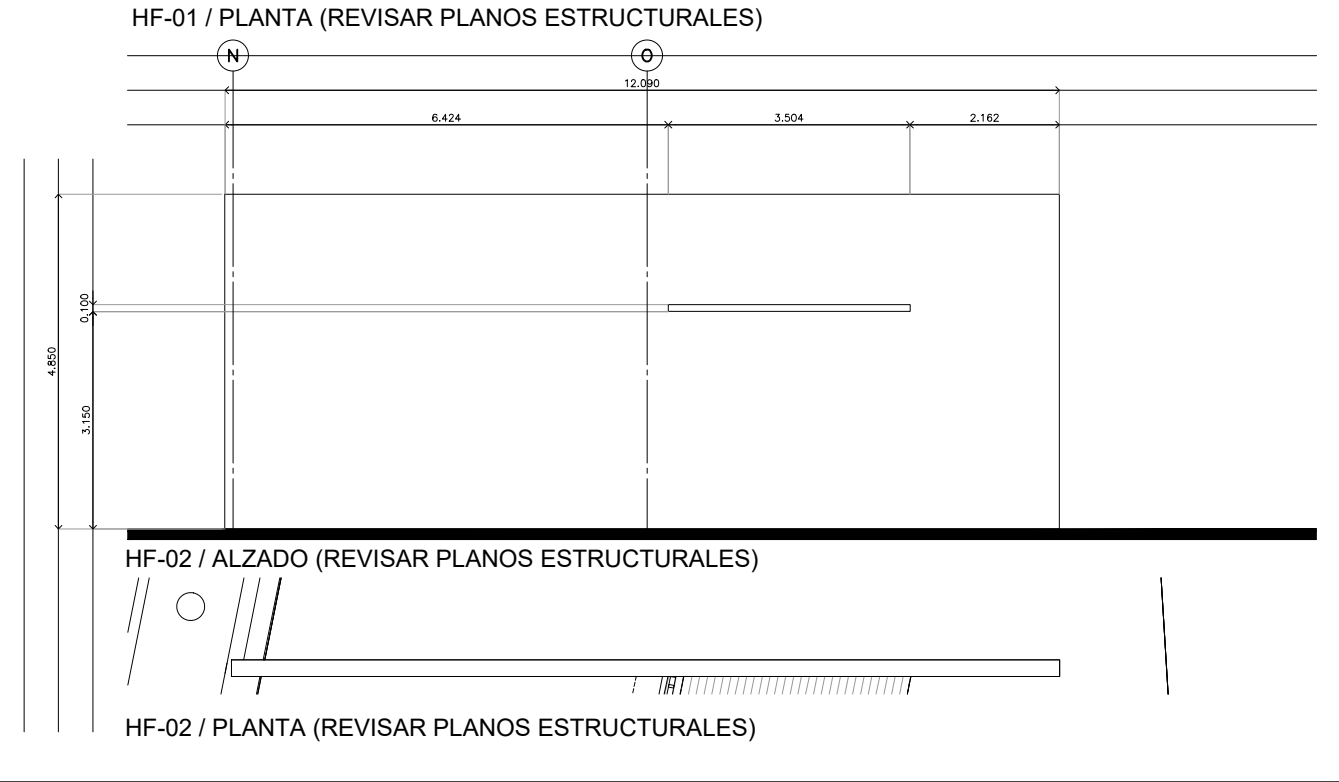 HF-01 / PLANTA (REVISAR PLANOS ESTRUCTURALES)
N
O
12.090
6.424
3.504
2.162
0.100
4.850
3.150
HF-02 / ALZADO (REVISAR PLANOS ESTRUCTURALES)
HF-02 / PLANTA (REVISAR PLANOS ESTRUCTURALES)